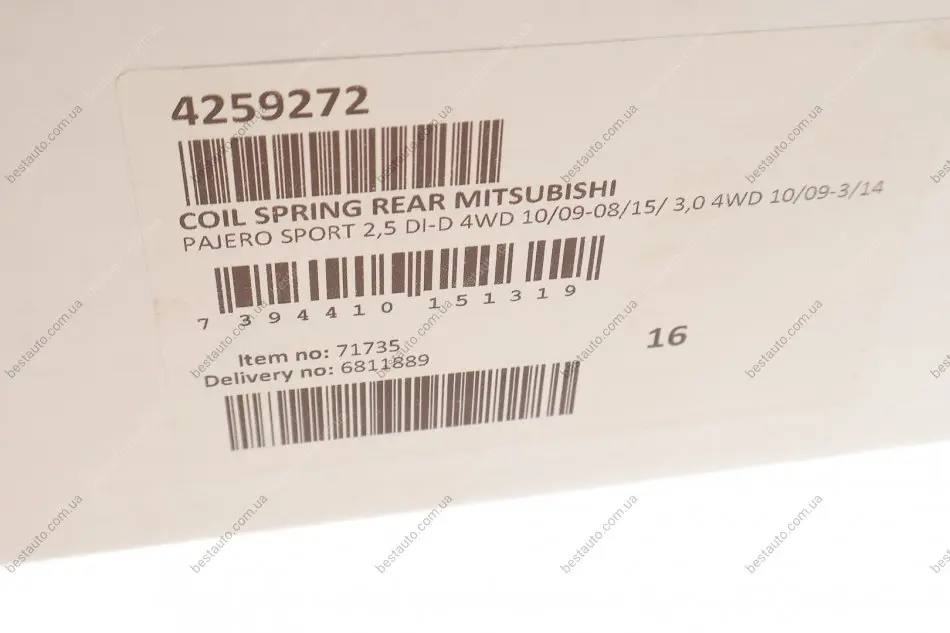 4259272
COIL SPRING REAR MITSUBISHI
PAJERO SPORT 2,5 DI-D 4WD 10/09-08/15/ 3,0 4WD 10/09-3/14
7 394410 151319
Item no: 71735
Delivery no: 6811889
16
bestauto.com.ua